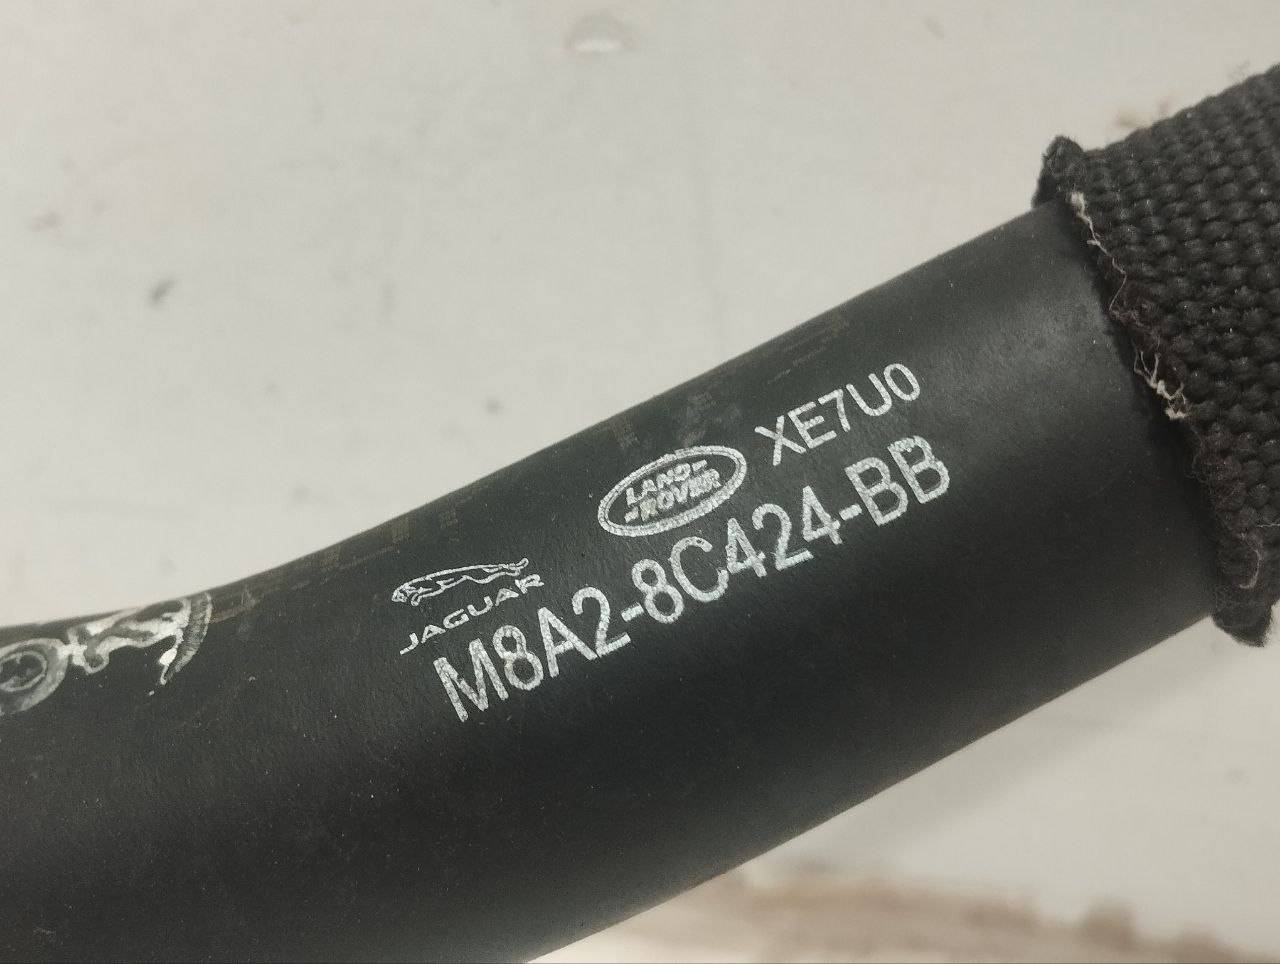 XE7U0
LAND-
-ROVER
JAGUAR
M8A2-8C424-BB